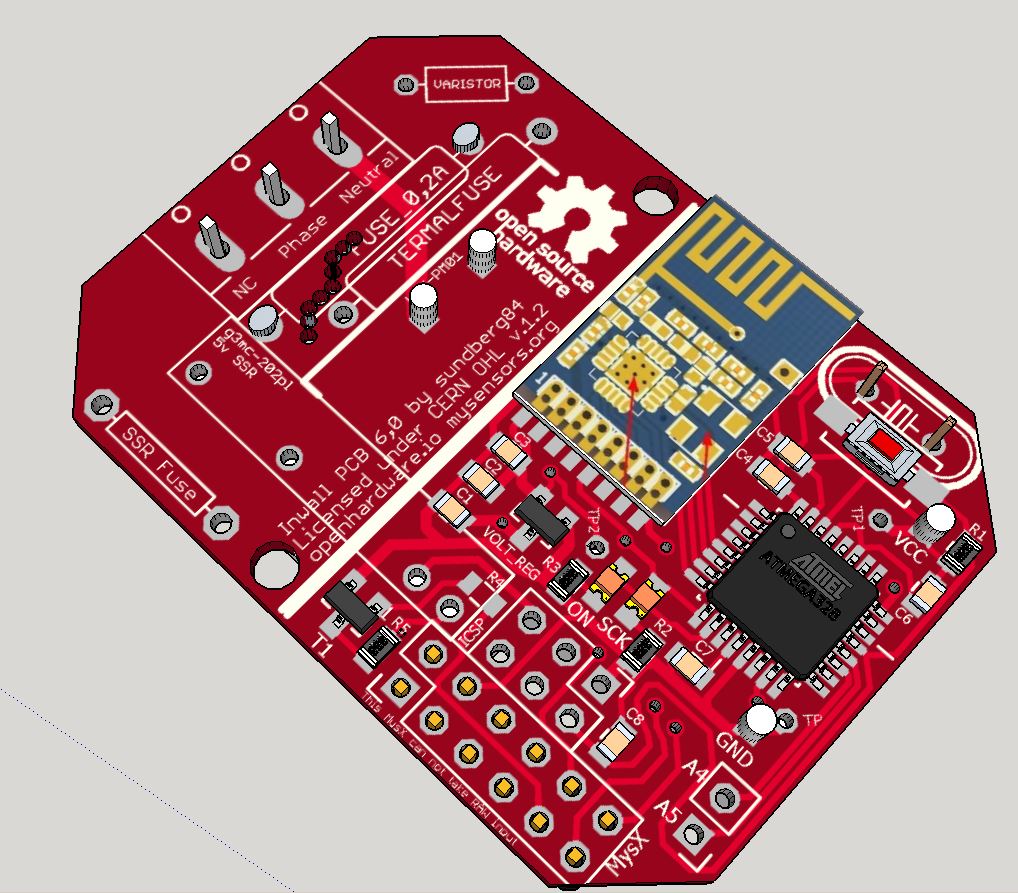 VARISTOR
Neutral
Phase
NC
FUSE 0,2A
TERMALFUSE
-PM01
open source
hardware
g3mc-202pl
5v SSR
SSR Fuse
Inwall PCB 6,0 by sundberg84
Licensed under CERN OHL v.1.2
openhardware.io mysensors.org
C3
C2
C1
C5
C4
VOLT_REG
TP2
TP1
VCC
R1
ATMEL
ATMEGA328
C6
R3
R4
ON
SCK
R2
ICSP
R5
T1
C7
C8
TP
GND
A4
A5
This MysX can not take RAW input
MysX